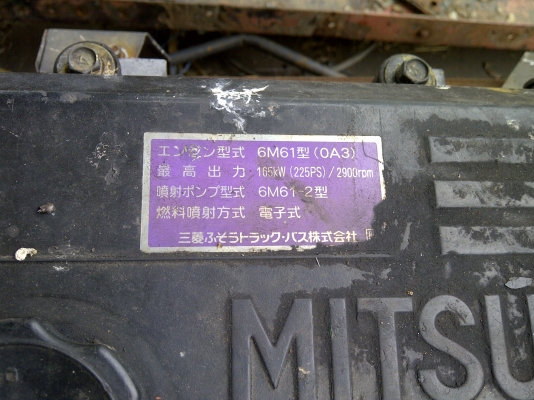 エンジン型式 6M61型(0A3)
最高出力 165kW(225PS)/2900rpm
噴射ポンプ型式 6M61-2型
燃料噴射方式 電子式
三菱ふそうトラック・バス株式会社
MITSU